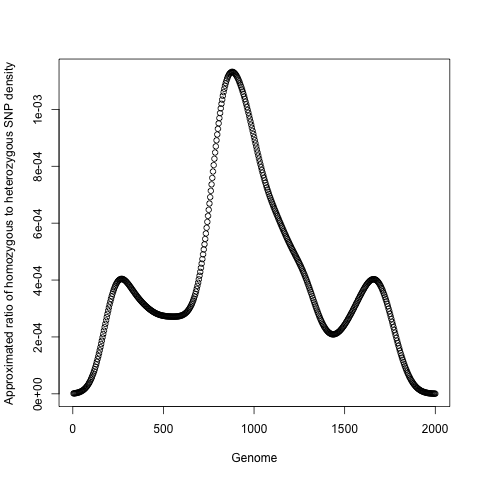 Approximated ratio of homozygous to heterozygous SNP density
1e-03
8e-04
6e-04
4e-04
2e-04
0e+00
0 500 1000 1500 2000
Genome